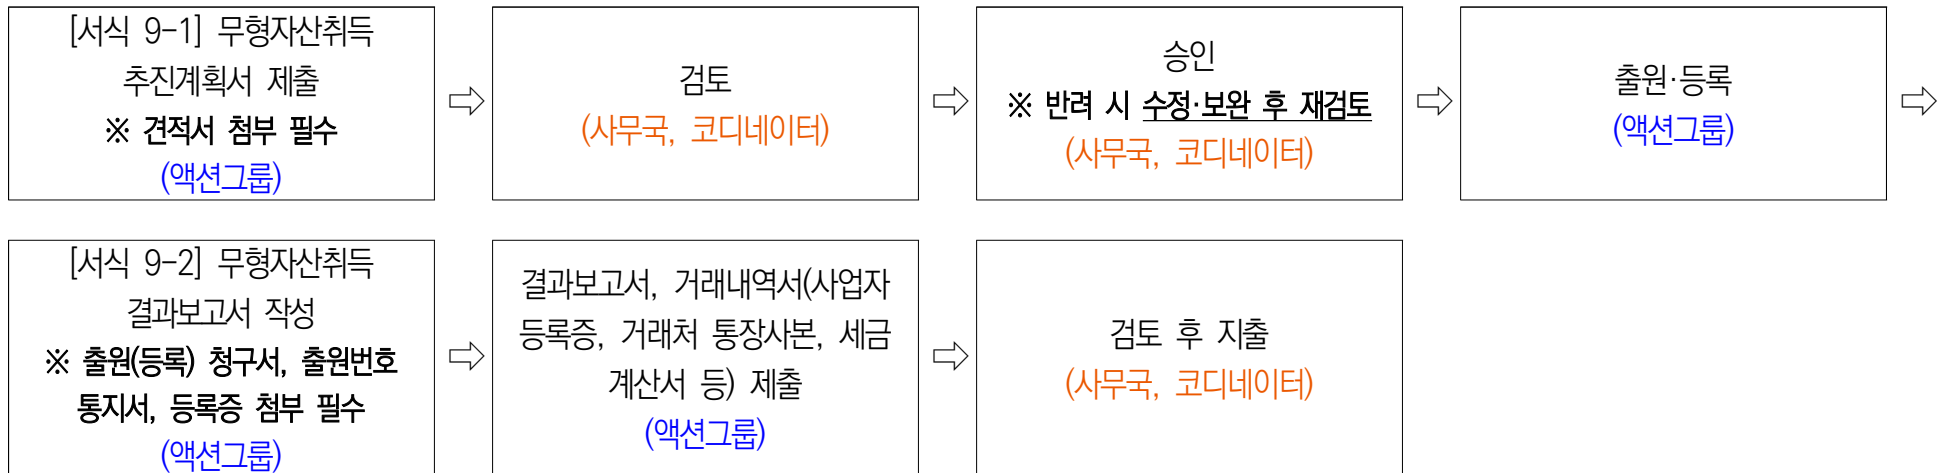 [서식 9-1] 무형자산취득
추진계획서 제출
※ 견적서 첨부 필수
(액션그룹)
⇨
검토
(사무국, 코디네이터)
⇨
승인
※ 반려 시 수정·보완 후 재검토
(사무국, 코디네이터)
⇨
출원·등록
(액션그룹)
⇨
[서식 9-2] 무형자산취득
결과보고서 작성
※ 출원(등록) 청구서, 출원번호
통지서, 등록증 첨부 필수
(액션그룹)
⇨
결과보고서, 거래내역서(사업자
등록증, 거래처 통장사본, 세금
계산서 등) 제출
(액션그룹)
⇨
검토 후 지출
(사무국, 코디네이터)